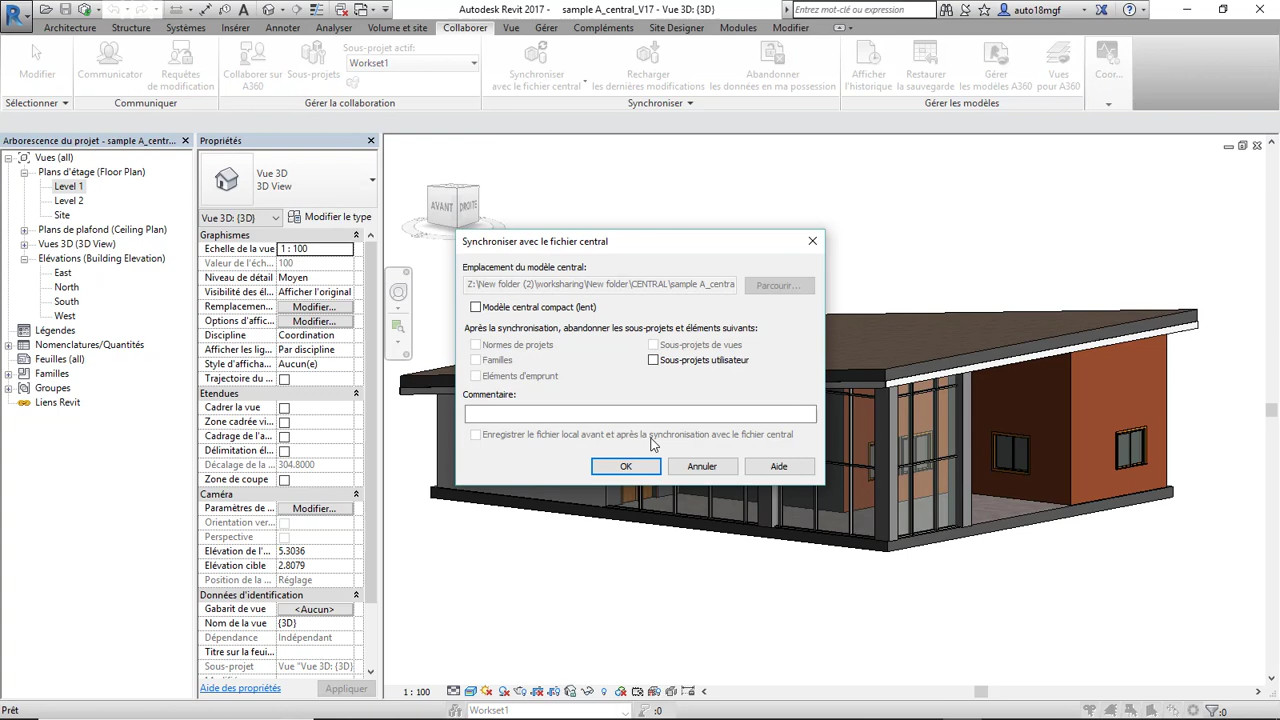 Autodesk Revit 2017 - sample A_central_V17 - Vue 3D: {3D}
Entrez mot-clé ou expression
auto18mgf
Architecture Structure Systèmes Insérer Annoter Analyser Volume et site Collaborer Vue Gérer Compléments Site Designer Modules Modifier
Modifier
Communicator
Requêtes
de modification
Collaborer sur
A360
Sous-projets
Sous-projet actif:
Workset1
Synchroniser
avec le fichier central
Recharger
les dernières modifications
Abandonner
les données en ma possession
Afficher
l'historique
Restaurer
la sauvegarde
Gérer
les modèles A360
Vues
pour A360
Coor...
Sélectionner
Communiquer
Gérer la collaboration
Synchroniser
Gérer les modèles
Arborescence du projet - sample A_centr...
Vues (all)
Plans d'étage (Floor Plan)
Level 1
Level 2
Site
Plans de plafond (Ceiling Plan)
Vues 3D (3D View)
Elévations (Building Elevation)
East
North
South
West
Légendes
Nomenclatures/Quantités
Feuilles (all)
Familles
Groupes
Liens Revit
Propriétés
Vue 3D
3D View
Vue 3D: {3D}
Modifier le type
Graphismes
Echelle de la vue 1 : 100
Valeur de l'éch... 100
Niveau de détail Moyen
Visibilité des él... Afficher l'original
Remplacemen... Modifier...
Options d'affic... Modifier...
Discipline Coordination
Afficher les lig... Par discipline
Style d'afficha... Aucun(e)
Trajectoire du s...
Etendues
Cadrer la vue
Zone cadrée vi...
Cadrage de l'a...
Délimitation él...
Décalage de la... 304.8000
Zone de coupe
Caméra
Paramètres de ... Modifier...
Orientation ver...
Perspective
Elévation de l'... 5.3036
Elévation cible 2.8079
Position de la ... Réglage
Données d'identification
Gabarit de vue <Aucun>
Nom de la vue {3D}
Dépendance Indépendant
Titre sur la feui...
Sous-projet Vue "Vue 3D: {3D}
Aide des propriétés
Appliquer
AVANT
DROITE
Synchroniser avec le fichier central
Emplacement du modèle central:
Z:\New folder (2)\worksharing\New folder\CENTRAL\sample A_centra
Parcourir...
Modèle central compact (lent)
Après la synchronisation, abandonner les sous-projets et éléments suivants:
Normes de projets
Sous-projets de vues
Familles
Sous-projets utilisateur
Eléments d'emprunt
Commentaire:
Enregistrer le fichier local avant et après la synchronisation avec le fichier central
OK
Annuler
Aide
1 : 100
Prêt
Workset1
:0
:0